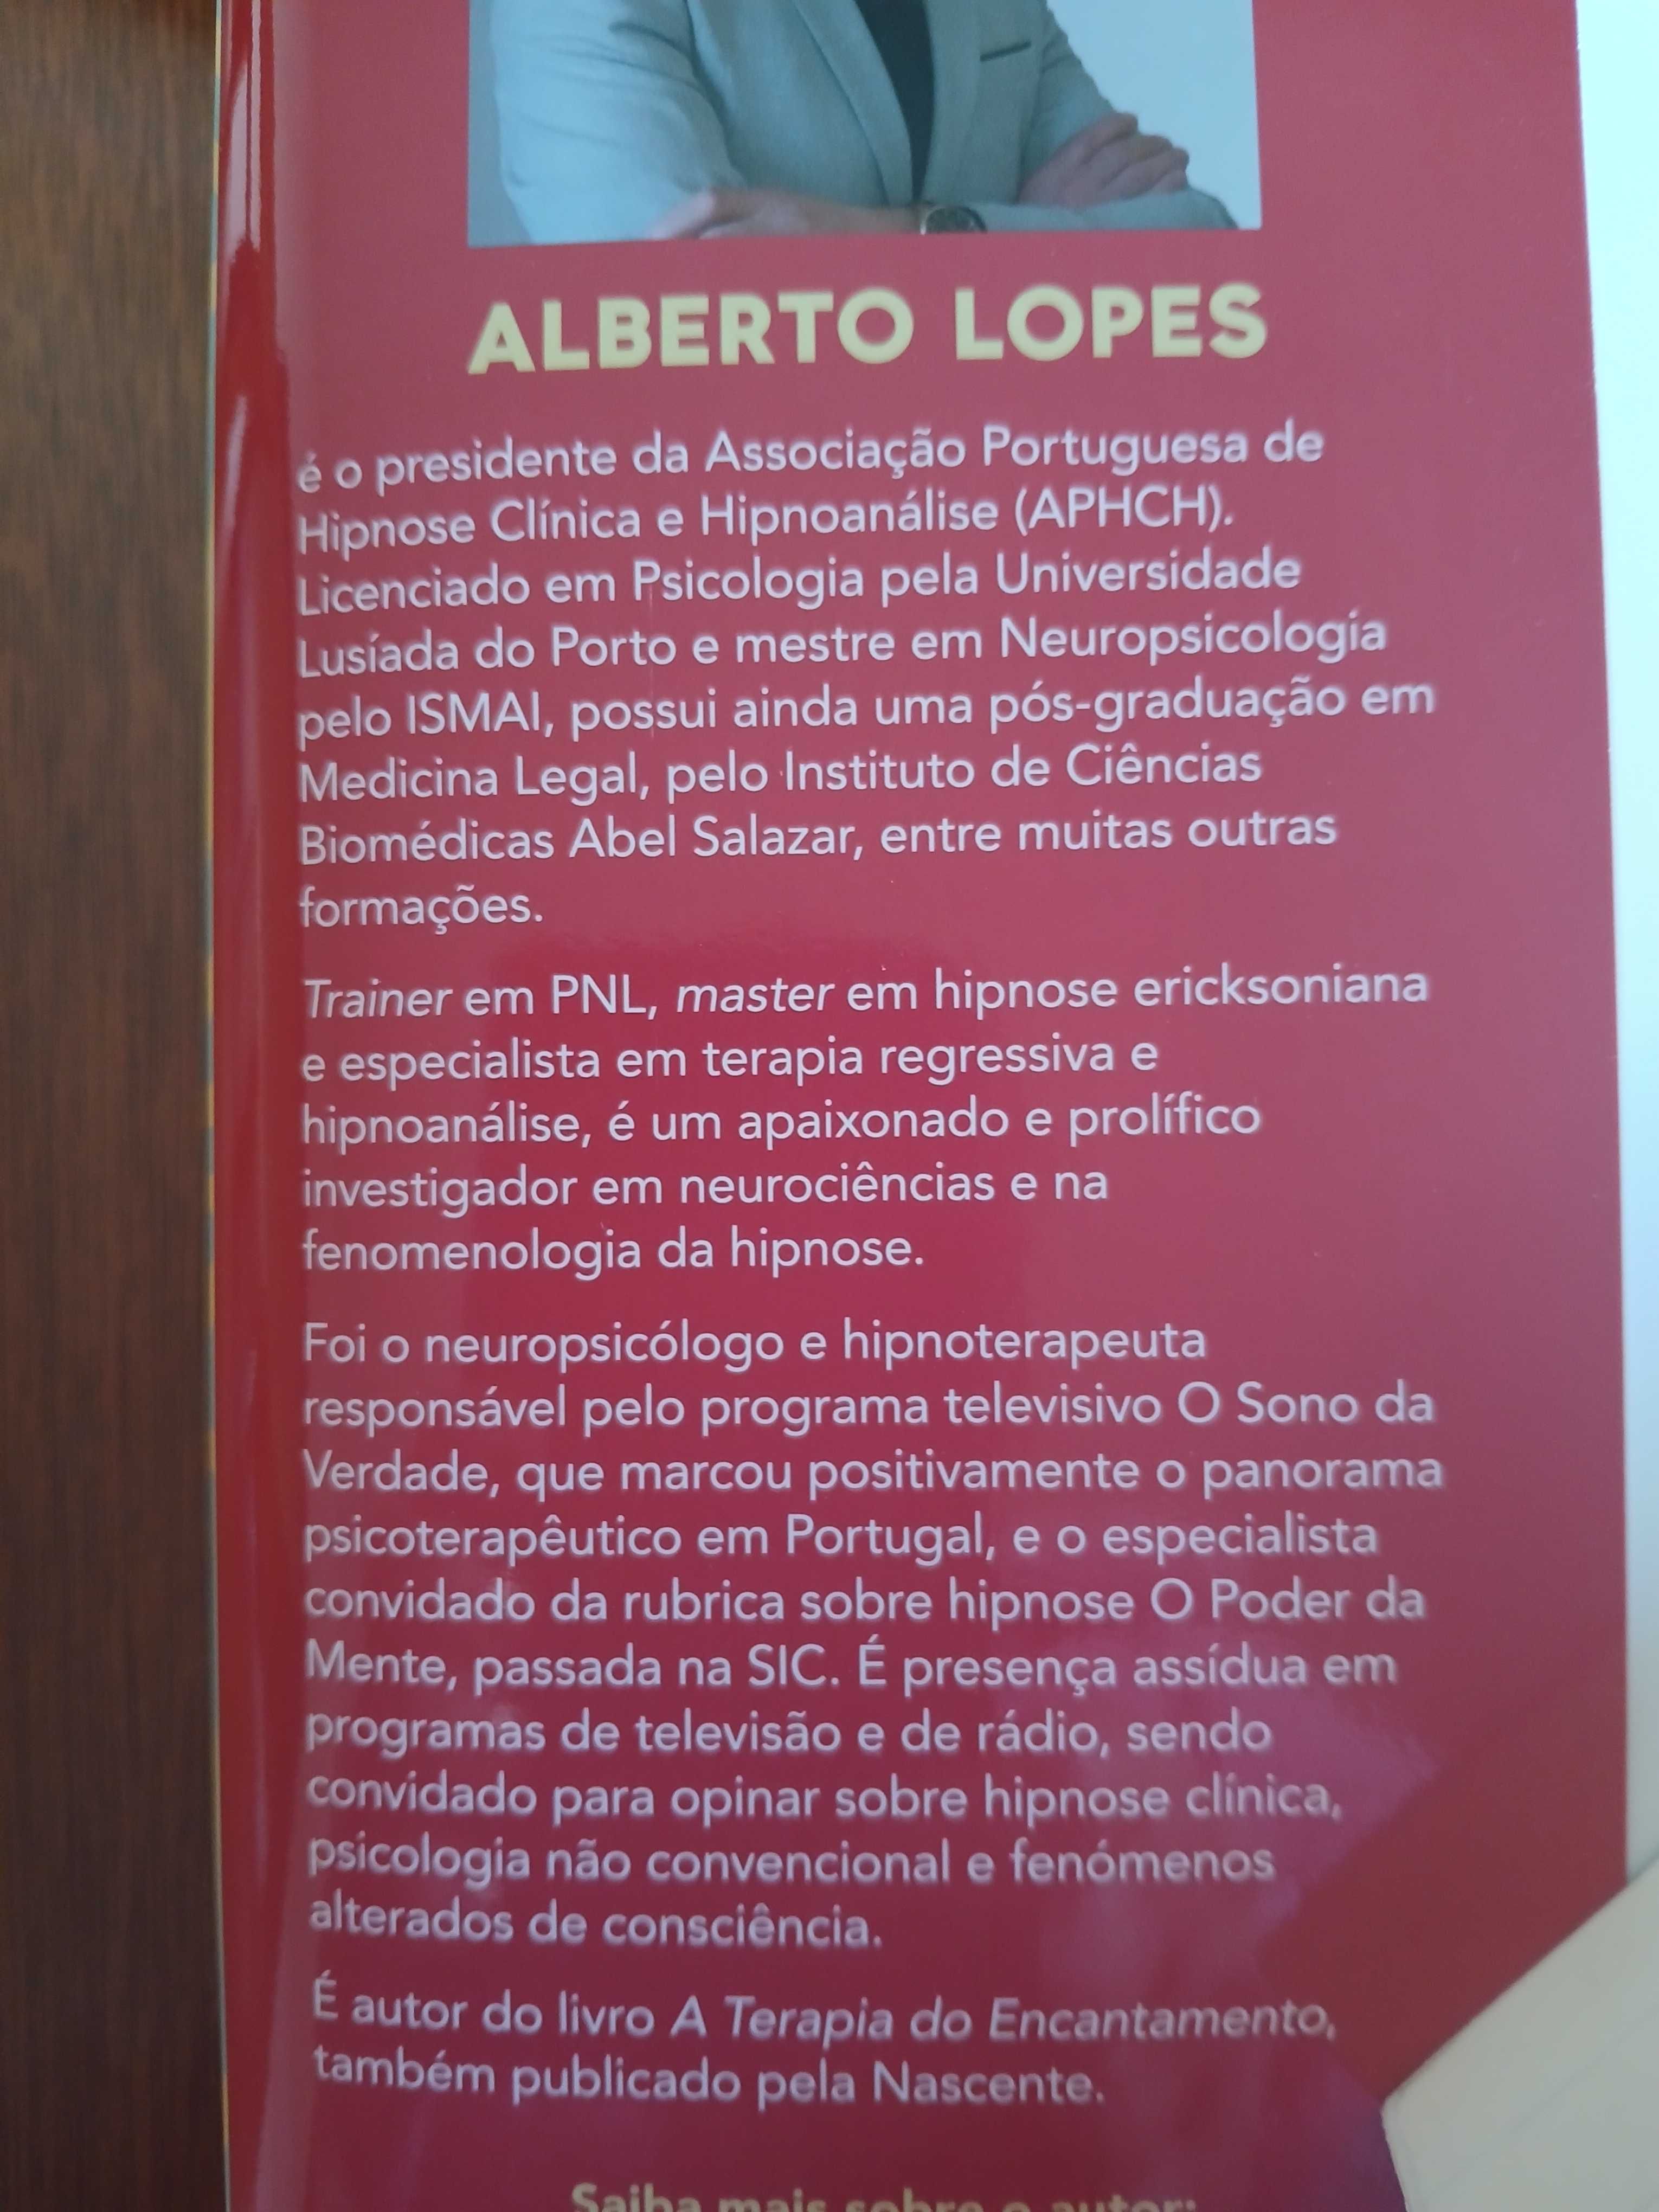 ALBERTO LOPES
é o presidente da Associação Portuguesa de
Hipnose Clínica e Hipnoanálise (APHCH).
Licenciado em Psicologia pela Universidade
Lusíada do Porto e mestre em Neuropsicologia
pelo ISMAI, possui ainda uma pós-graduação em
Medicina Legal, pelo Instituto de Ciências
Biomédicas Abel Salazar, entre muitas outras
formações.
Trainer em PNL, master em hipnose ericksoniana
e especialista em terapia regressiva e
hipnoanálise, é um apaixonado e prolífico
investigador em neurociências e na
fenomenologia da hipnose.
Foi o neuropsicólogo e hipnoterapeuta
responsável pelo programa televisivo O Sono da
Verdade, que marcou positivamente o panorama
psicoterapêutico em Portugal, e o especialista
convidado da rubrica sobre hipnose O Poder da
Mente, passada na SIC. É presença assídua em
programas de televisão e de rádio, sendo
convidado para opinar sobre hipnose clínica,
psicologia não convencional e fenómenos
alterados de consciência.
É autor do livro A Terapia do Encantamento,
também publicado pela Nascente.
Saiba mais sobre o autor: